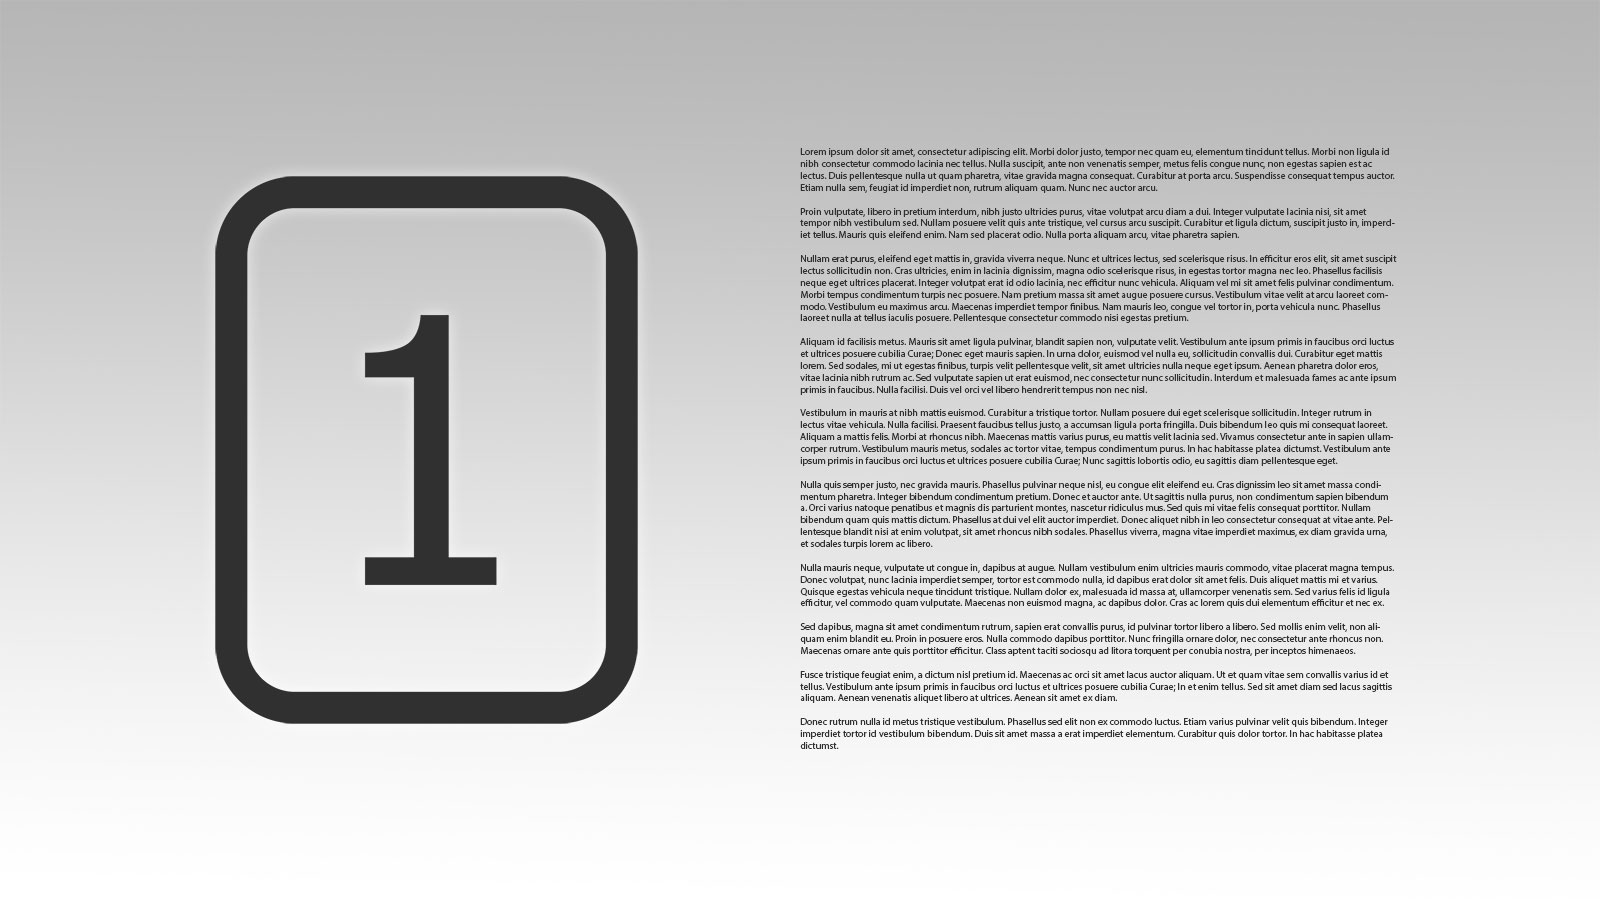 1
Lorem ipsum dolor sit amet, consectetur adipiscing elit. Morbi dolor justo, tempor nec quam eu, elementum tincidunt tellus. Morbi non ligula id
nibh consectetur commodo lacinia nec tellus. Nulla suscipit, ante non venenatis semper, metus felis congue nunc, non egestas sapien est ac
lectus. Duis pellentesque nulla ut quam pharetra, vitae gravida magna consequat. Curabitur at porta arcu. Suspendisse consequat tempus auctor.
Etiam nulla sem, feugiat id imperdiet non, rutrum aliquam quam. Nunc nec auctor arcu.
Proin vulputate, libero in pretium interdum, nibh justo ultricies purus, vitae volutpat arcu diam a dui. Integer vulputate lacinia nisi, sit amet
tempor nibh vestibulum sed. Nullam posuere velit quis ante tristique, vel cursus arcu suscipit. Curabitur et ligula dictum, suscipit justo in, imperd-
iet tellus. Mauris quis eleifend enim. Nam sed placerat odio. Nulla porta aliquam arcu, vitae pharetra sapien.
Nullam erat purus, eleifend eget mattis in, gravida viverra neque. Nunc et ultrices lectus, sed scelerisque risus. In efficitur eros elit, sit amet suscipit
lectus sollicitudin non. Cras ultricies, enim in lacinia dignissim, magna odio scelerisque risus, in egestas tortor magna nec leo. Phasellus facilisis
neque eget ultrices placerat. Integer volutpat erat id odio lacinia, nec efficitur nunc vehicula. Aliquam vel mi sit amet felis pulvinar condimentum.
Morbi tempus condimentum turpis nec posuere. Nam pretium massa sit amet augue posuere cursus. Vestibulum vitae velit at arcu laoreet com-
modo. Vestibulum eu maximus arcu. Maecenas imperdiet tempor finibus. Nam mauris leo, congue vel tortor in, porta vehicula nunc. Phasellus
laoreet nulla at tellus iaculis posuere. Pellentesque consectetur commodo nisi egestas pretium.
Aliquam id facilisis metus. Mauris sit amet ligula pulvinar, blandit sapien non, vulputate velit. Vestibulum ante ipsum primis in faucibus orci luctus
et ultrices posuere cubilia Curae; Donec eget mauris sapien. In urna dolor, euismod vel nulla eu, sollicitudin convallis dui. Curabitur eget mattis
lorem. Sed sodales, mi ut egestas finibus, turpis velit pellentesque velit, sit amet ultricies nulla neque eget ipsum. Aenean pharetra dolor eros,
vitae lacinia nibh rutrum ac. Sed vulputate sapien ut erat euismod, nec consectetur nunc sollicitudin. Interdum et malesuada fames ac ante ipsum
primis in faucibus. Nulla facilisi. Duis vel orci vel libero hendrerit tempus non nec nisl.
Vestibulum in mauris at nibh mattis euismod. Curabitur a tristique tortor. Nullam posuere dui eget scelerisque sollicitudin. Integer rutrum in
lectus vitae vehicula. Nulla facilisi. Praesent faucibus tellus justo, a accumsan ligula porta fringilla. Duis bibendum leo quis mi consequat laoreet.
Aliquam a mattis felis. Morbi at rhoncus nibh. Maecenas mattis varius purus, eu mattis velit lacinia sed. Vivamus consectetur ante in sapien ullam-
corper rutrum. Vestibulum mauris metus, sodales ac tortor vitae, tempus condimentum purus. In hac habitasse platea dictumst. Vestibulum ante
ipsum primis in faucibus orci luctus et ultrices posuere cubilia Curae; Nunc sagittis lobortis odio, eu sagittis diam pellentesque eget.
Nulla quis semper justo, nec gravida mauris. Phasellus pulvinar neque nisl, eu congue elit eleifend eu. Cras dignissim leo sit amet massa condi-
mentum pharetra. Integer bibendum condimentum pretium. Donec et auctor ante. Ut sagittis nulla purus, non condimentum sapien bibendum
a. Orci varius natoque penatibus et magnis dis parturient montes, nascetur ridiculus mus. Sed quis mi vitae felis consequat porttitor. Nullam
bibendum quam quis mattis dictum. Phasellus at dui vel elit auctor imperdiet. Donec aliquet nibh in leo consectetur consequat at vitae ante. Pel-
lentesque blandit nisi at enim volutpat, sit amet rhoncus nibh sodales. Phasellus viverra, magna vitae imperdiet maximus, ex diam gravida urna,
et sodales turpis lorem ac libero.
Nulla mauris neque, vulputate ut congue in, dapibus at augue. Nullam vestibulum enim ultricies mauris commodo, vitae placerat magna tempus.
Donec volutpat, nunc lacinia imperdiet semper, tortor est commodo nulla, id dapibus erat dolor sit amet felis. Duis aliquet mattis mi et varius.
Quisque egestas vehicula neque tincidunt tristique. Nullam dolor ex, malesuada id massa at, ullamcorper venenatis sem. Sed varius felis id ligula
efficitur, vel commodo quam vulputate. Maecenas non euismod magna, ac dapibus dolor. Cras ac lorem quis dui elementum efficitur et nec ex.
Sed dapibus, magna sit amet condimentum rutrum, sapien erat convallis purus, id pulvinar tortor libero a libero. Sed mollis enim velit, non ali-
quam enim blandit eu. Proin in posuere eros. Nulla commodo dapibus porttitor. Nunc fringilla ornare dolor, nec consectetur ante rhoncus non.
Maecenas ornare ante quis porttitor efficitur. Class aptent taciti sociosqu ad litora torquent per conubia nostra, per inceptos himenaeos.
Fusce tristique feugiat enim, a dictum nisl pretium id. Maecenas ac orci sit amet lacus auctor aliquam. Ut et quam vitae sem convallis varius id et
tellus. Vestibulum ante ipsum primis in faucibus orci luctus et ultrices posuere cubilia Curae; In et enim tellus. Sed sit amet diam sed lacus sagittis
aliquam. Aenean venenatis aliquet libero at ultrices. Aenean sit amet ex diam.
Donec rutrum nulla id metus tristique vestibulum. Phasellus sed elit non ex commodo luctus. Etiam varius pulvinar velit quis bibendum. Integer
imperdiet tortor id vestibulum bibendum. Duis sit amet massa a erat imperdiet elementum. Curabitur quis dolor tortor. In hac habitasse platea
dictumst.